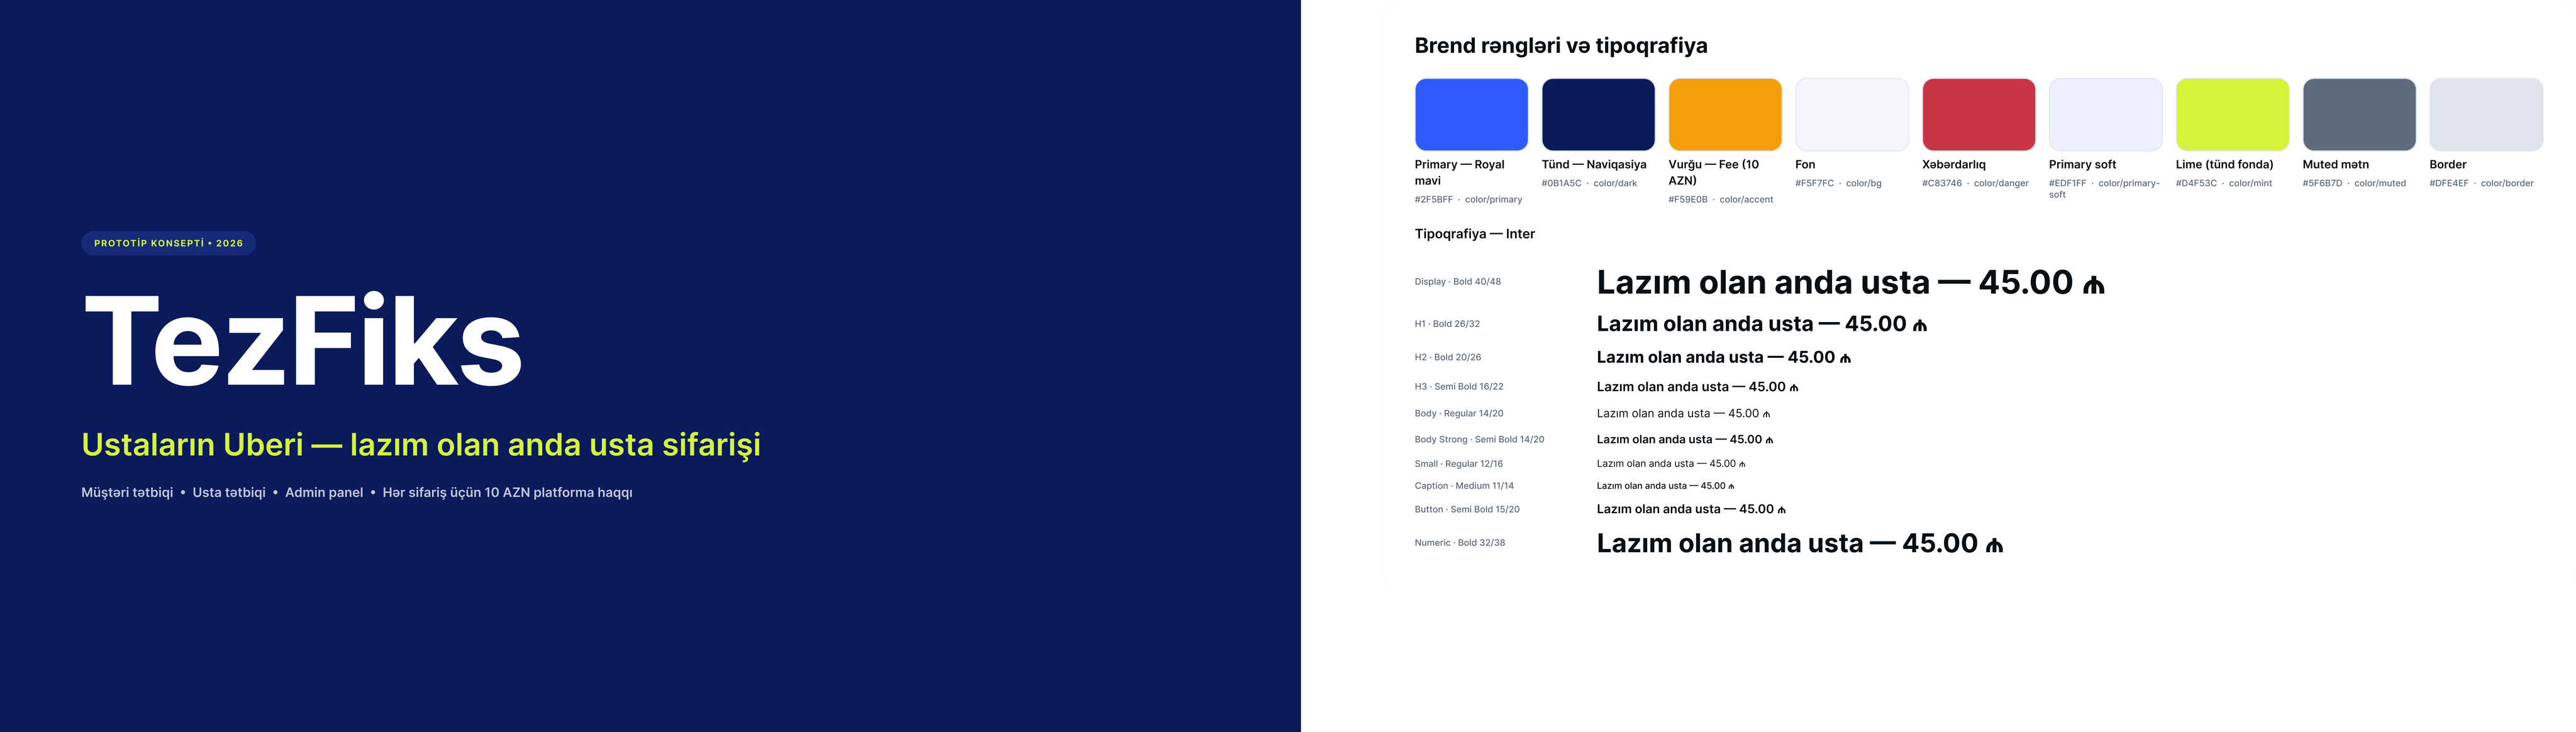 PROTOTİP KONSEPTİ • 2026
TezFiks
Ustaların Uberi — lazım olan anda usta sifarişi
Müştəri tətbiqi • Usta tətbiqi • Admin panel • Hər sifariş üçün 10 AZN platforma haqqı
Brend rəngləri və tipoqrafiya
Primary — Royal
mavi
#2F5BFF · color/primary
Tünd — Naviqasiya
#0B1A5C · color/dark
Vurğu — Fee (10
AZN)
#F59E0B · color/accent
Fon
#F5F7FC · color/bg
Xəbərdarlıq
#C83746 · color/danger
Primary soft
#EDF1FF · color/primary-
soft
Lime (tünd fonda)
#D4F53C · color/mint
Muted mətn
#5F6B7D · color/muted
Border
#DFE4EF · color/border
Tipoqrafiya — Inter
Display · Bold 40/48
Lazım olan anda usta — 45.00 ₼
H1 · Bold 26/32
Lazım olan anda usta — 45.00 ₼
H2 · Bold 20/26
Lazım olan anda usta — 45.00 ₼
H3 · Semi Bold 16/22
Lazım olan anda usta — 45.00 ₼
Body · Regular 14/20
Lazım olan anda usta — 45.00 ₼
Body Strong · Semi Bold 14/20
Lazım olan anda usta — 45.00 ₼
Small · Regular 12/16
Lazım olan anda usta — 45.00 ₼
Caption · Medium 11/14
Lazım olan anda usta — 45.00 ₼
Button · Semi Bold 15/20
Lazım olan anda usta — 45.00 ₼
Numeric · Bold 32/38
Lazım olan anda usta — 45.00 ₼